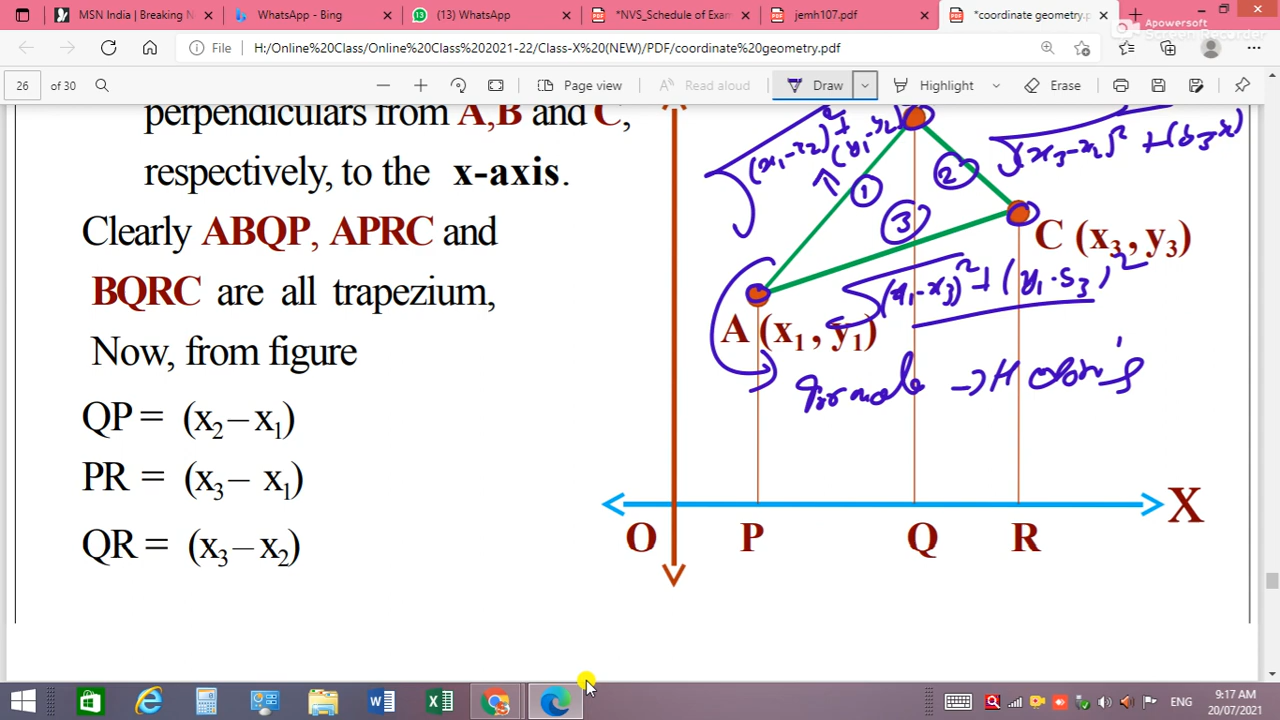 MSN India | Breaking N
WhatsApp - Bing
(13) WhatsApp
*NVS_Schedule of Exam
jemh107.pdf
*coordinate geometry.p
Apowersoft
Screen Recorder
File
H:/Online%20Class/Online%20Class%202021-22/Class-X%20(NEW)/PDF/coordinate%20geometry.pdf
26 of 30
Page view
Read aloud
Draw
Highlight
Erase
perpendiculars from A,B and C,
respectively, to the x-axis.
Clearly ABQP, APRC and
BQRC are all trapezium,
Now, from figure
QP = (x₂ – x₁)
PR = (x₃ – x₁)
QR = (x₃ – x₂)
1
2
3
C (x₃ , y₃)
A (x₁ , y₁)
X
O
P
Q
R
ENG
9:17 AM
20/07/2021